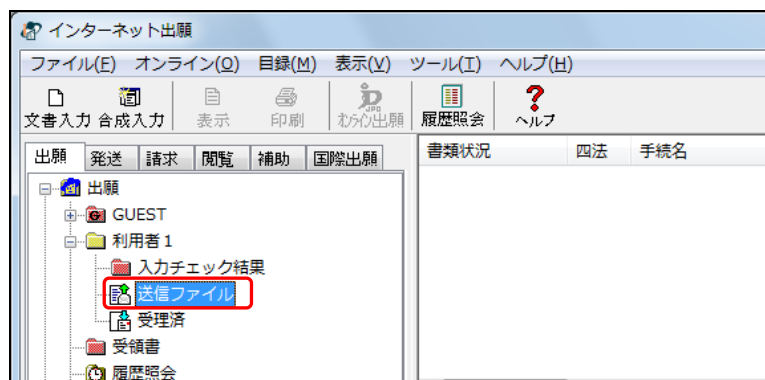 インターネット出願
ファイル(F) オンライン(O) 目録(M) 表示(V) ツール(T) ヘルプ(H)
文書入力 合成入力 表示 印刷 オンライン出願 履歴照会 ヘルプ
出願 発送 請求 閲覧 補助 国際出願
書類状況 四法 手続名
出願
GUEST
利用者1
入力チェック結果
送信ファイル
受理済
受領書
履歴照会